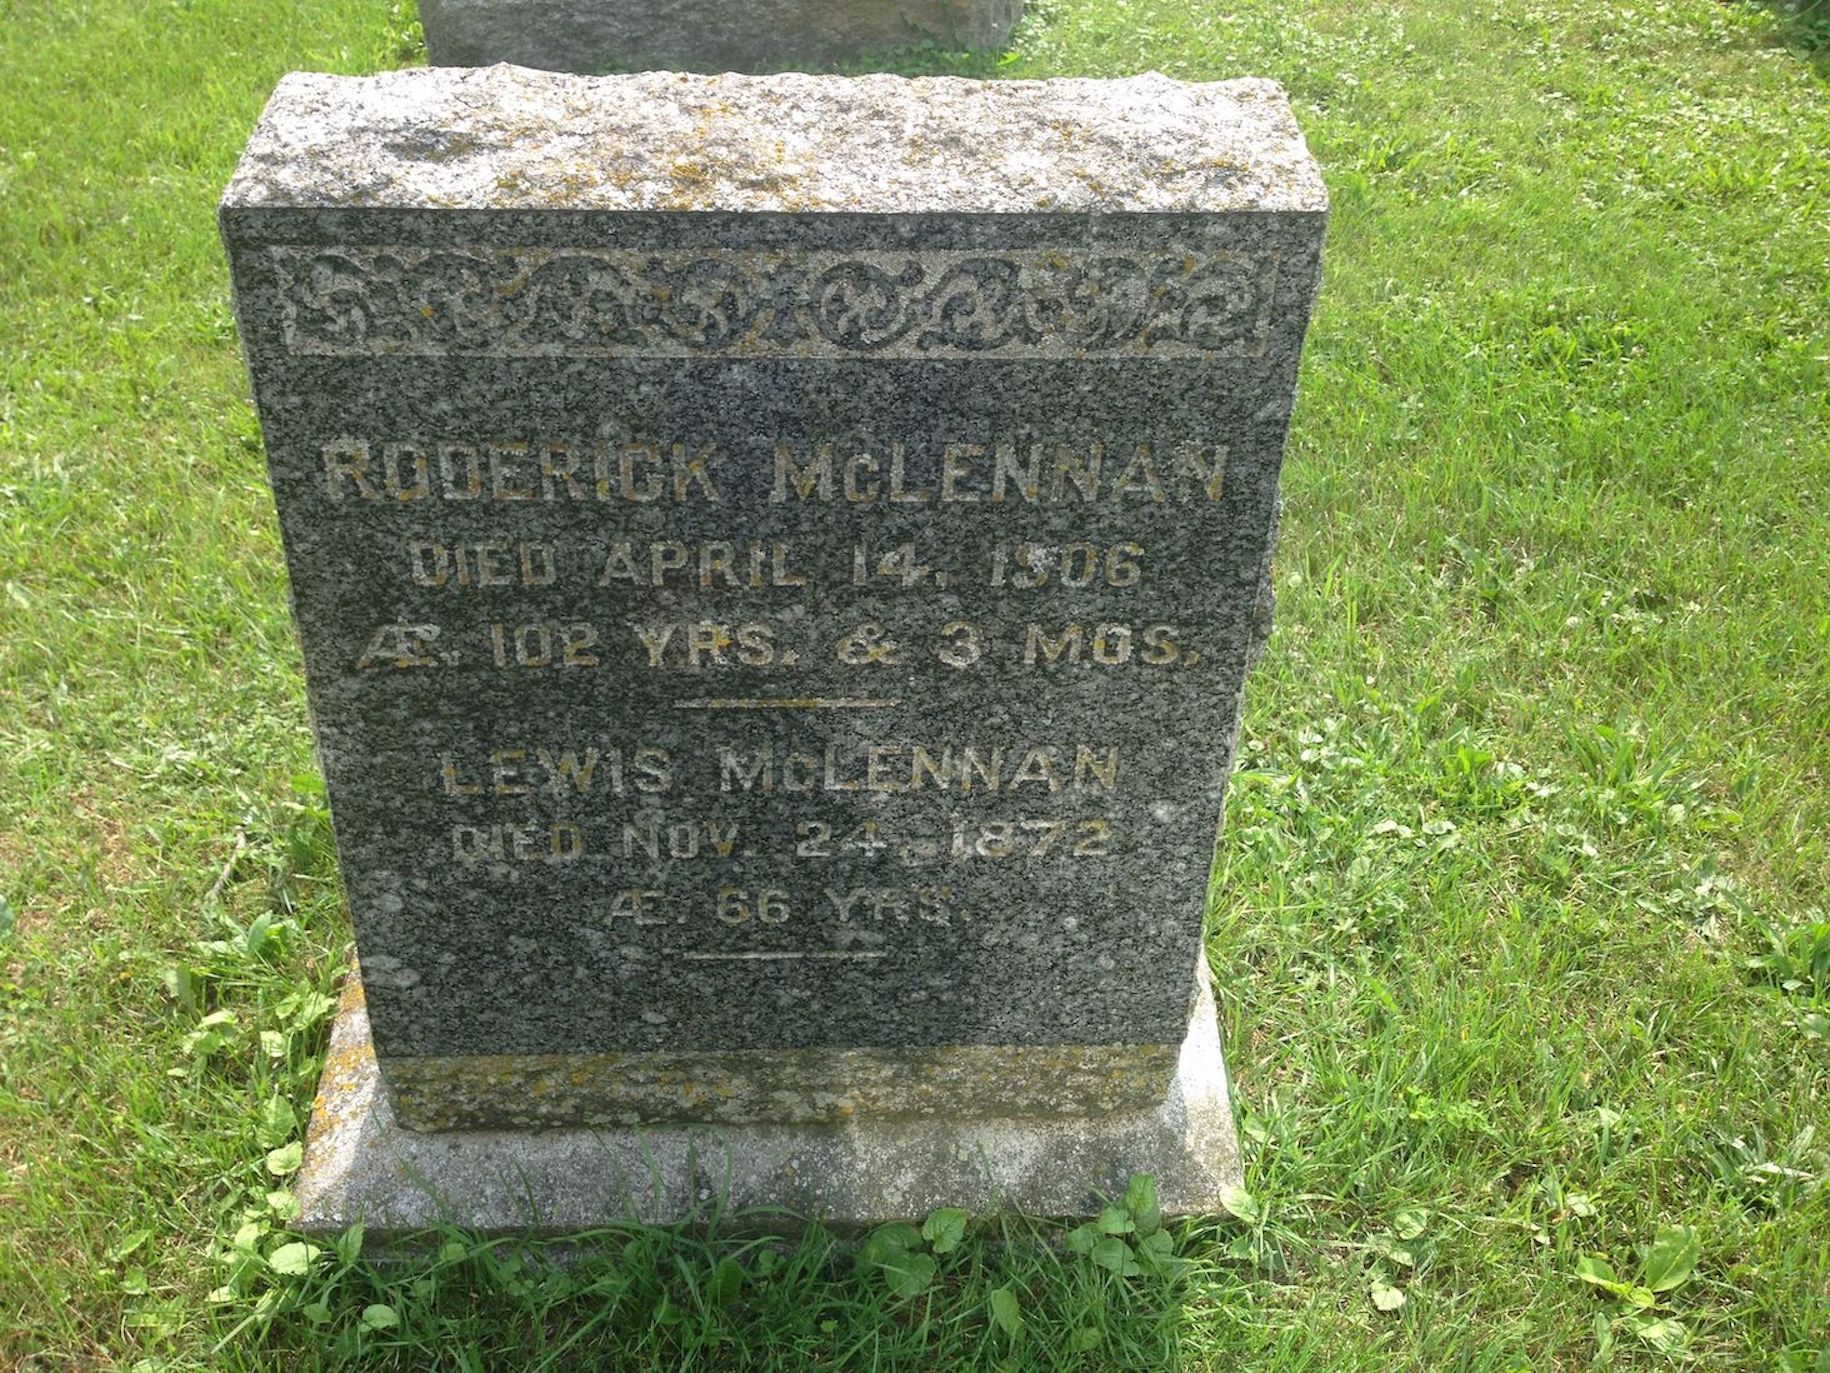 RODERICK McLENNAN
DIED APRIL 14, 1906
Æ. 102 YRS. & 3 MOS.
LEWIS McLENNAN
DIED NOV. 24, 1872
Æ. 66 YRS.